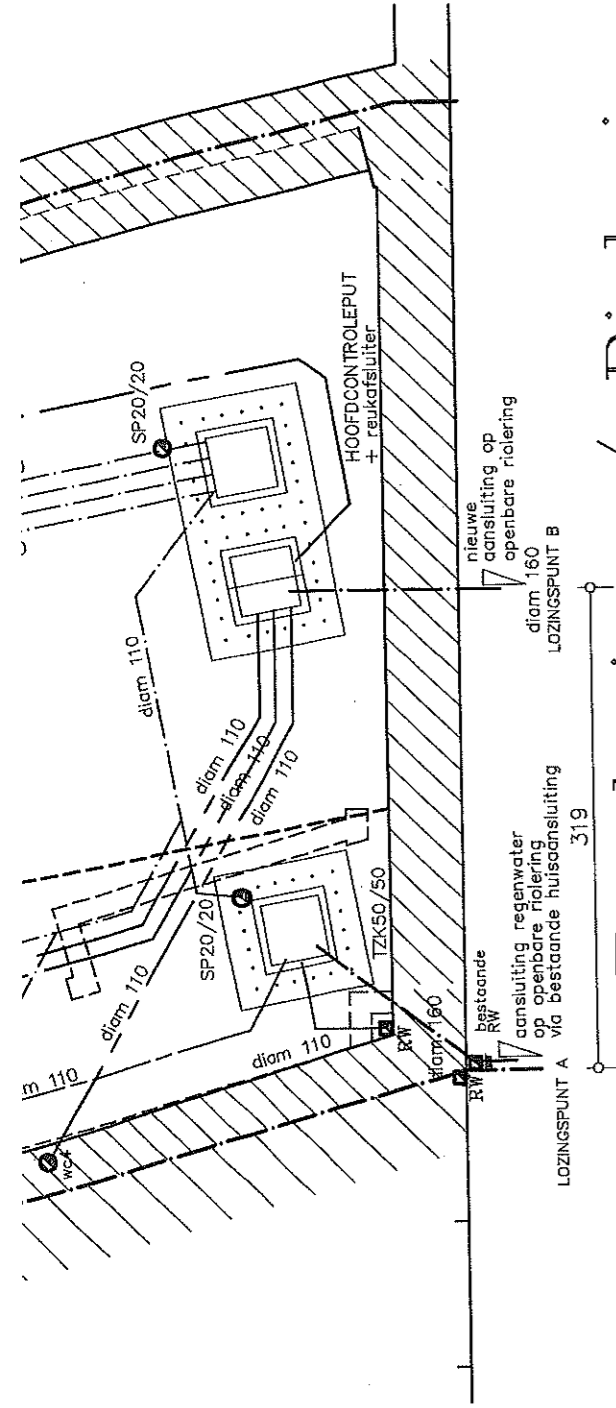 SP20/20
HOOFDCONTROLEPUT
+ reukafsluiter
diam 110
diam 110
diam 110
diam 110
SP20/20
TZK50/50
diam 110
diam 110
wc+
RW
diam 160
RW
bestaande
RW
nieuwe
aansluiting op
openbare riolering
diam 160
LOZINGSPUNT B
aansluiting regenwater
op openbare riolering
via bestaande huisaansluiting
LOZINGSPUNT A
319